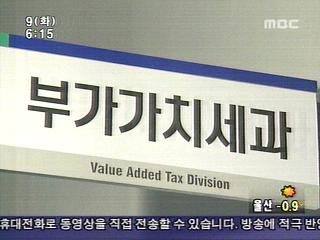 9(화)
6:15
MBC
부가가치세과
Value Added Tax Division
울산 -0.9
휴대전화로 동영상을 직접 전송할 수 있습니다. 방송에 적극 반영